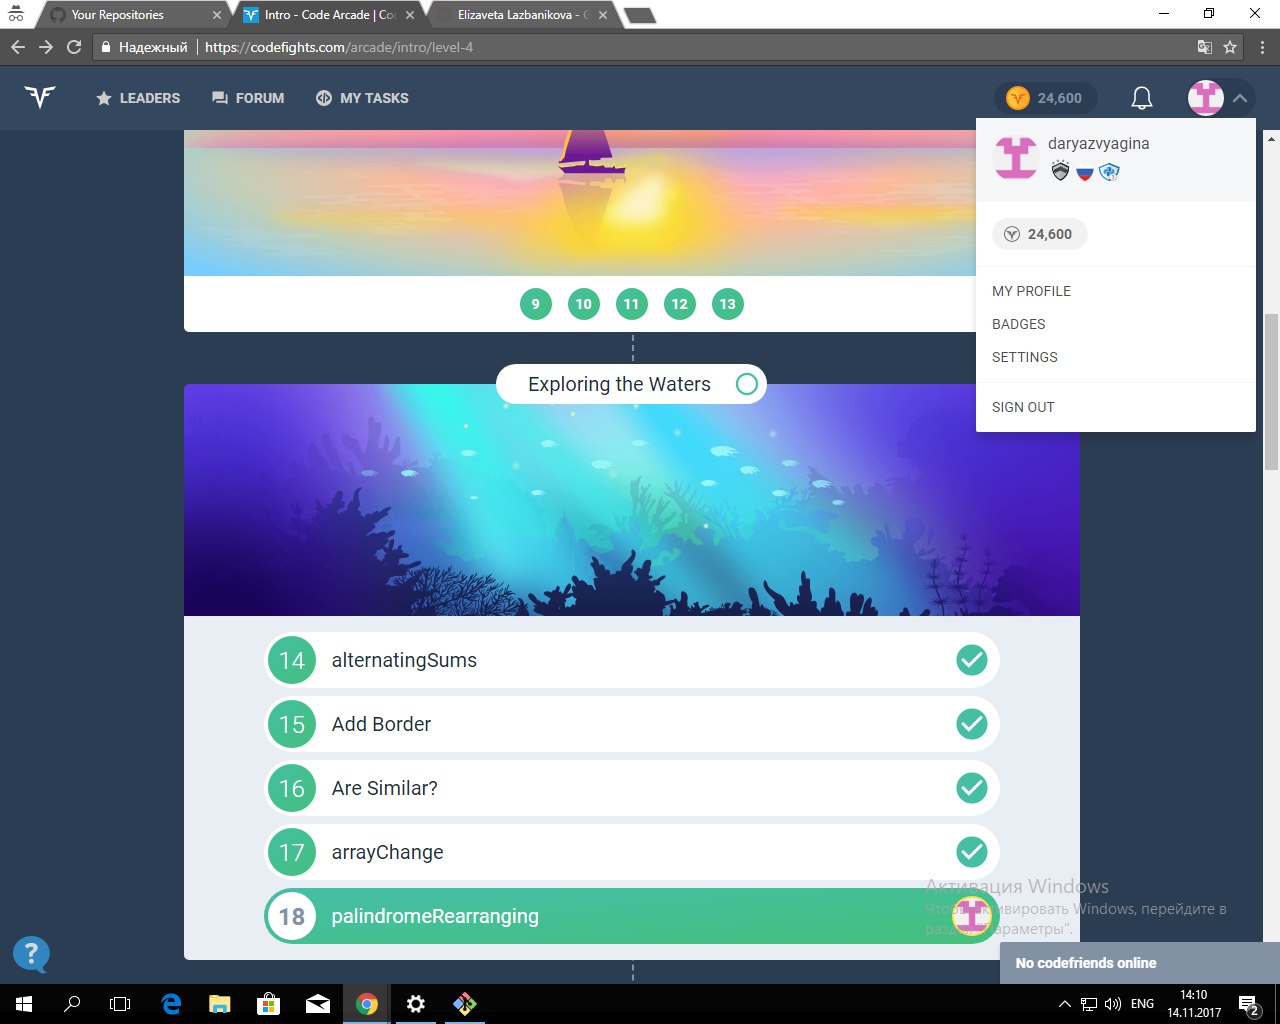 Your Repositories
Intro - Code Arcade | Co
Elizaveta Lazbanikova - G
Надежный
https://codefights.com/arcade/intro/level-4
LEADERS
FORUM
MY TASKS
24,600
daryazvyagina
24,600
MY PROFILE
BADGES
SETTINGS
SIGN OUT
9
10
11
12
13
Exploring the Waters
14
alternatingSums
15
Add Border
16
Are Similar?
17
arrayChange
18
palindromeRearranging
Активация Windows
Чтобы активировать Windows, перейдите в
раздел "Параметры".
?
No codefriends online
ENG
14:10
14.11.2017
2